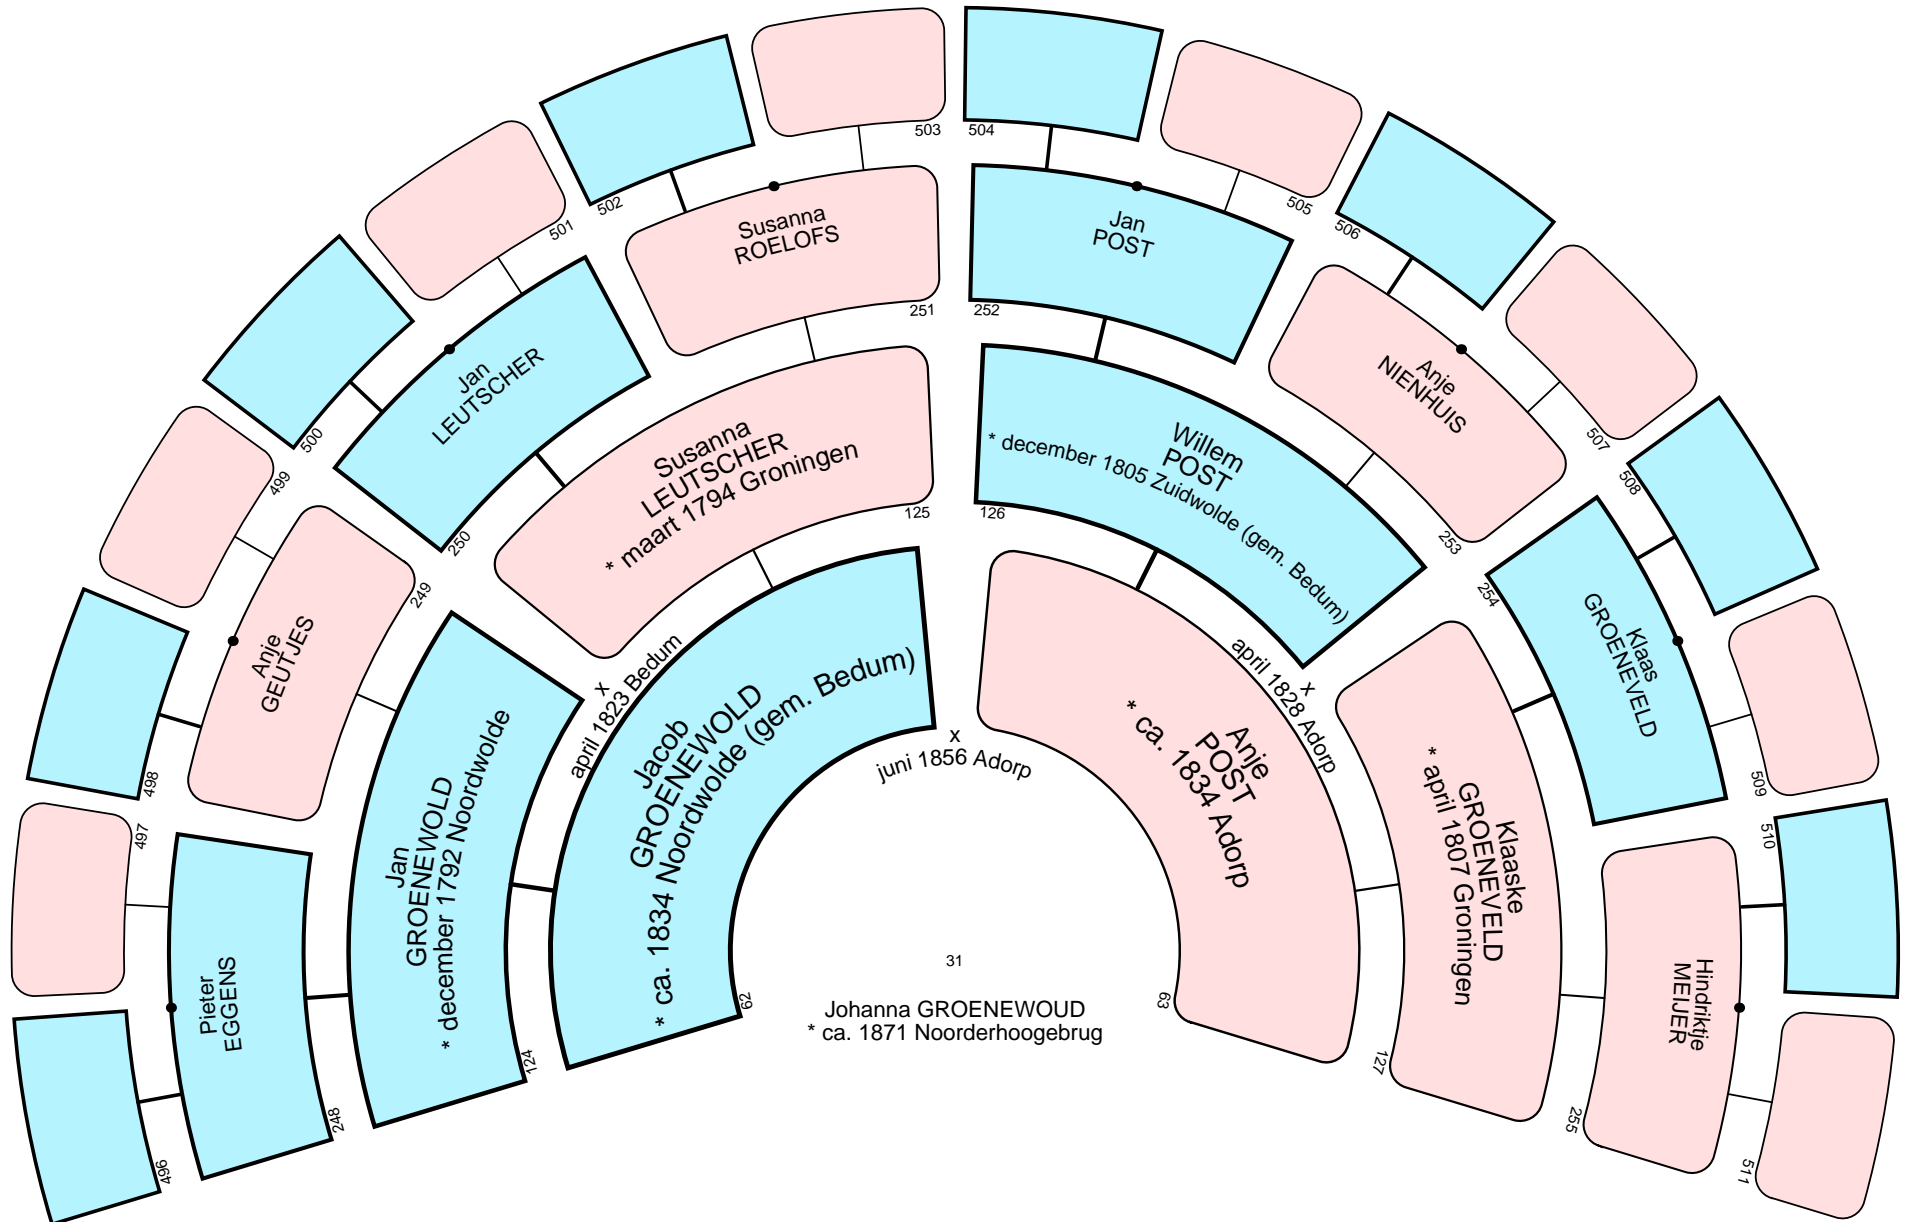 503
504
502
505
501
506
Susanna
ROELOFS
Jan
POST
251
252
500
507
Jan
LEUTSCHER
Anje
NIENHUIS
499
508
250
253
Susanna
LEUTSCHER
* maart 1794 Groningen
Willem
POST
* december 1805 Zuidwolde (gem. Bedum)
125
126
249
254
Anje
GEUTJES
Klaas
GROENEVELD
498
509
497
510
x
april 1823 Bedum
x
april 1828 Adorp
Jan
GROENEWOLD
* december 1792 Noordwolde
Jacob
GROENEWOLD
* ca. 1834 Noordwolde (gem. Bedum)
x
juni 1856 Adorp
Anje
POST
* ca. 1834 Adorp
Klaaske
GROENEVELD
* april 1807 Groningen
Pieter
EGGENS
Hindriktje
MEIJER
31
62
63
Johanna GROENEWOUD
* ca. 1871 Noorderhoogebrug
124
127
248
255
496
511